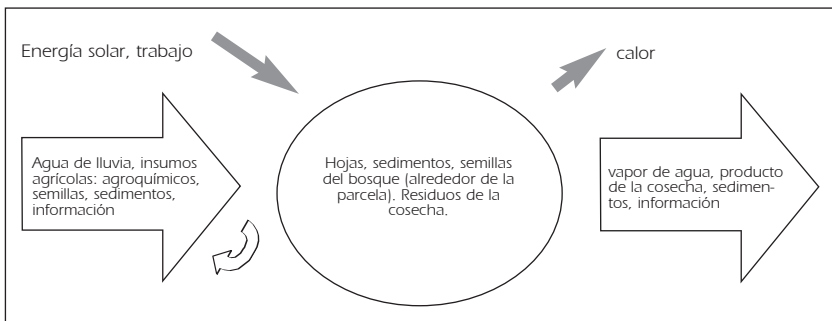 Energía solar, trabajo
calor
Agua de lluvia, insumos
agrícolas: agroquímicos,
semillas, sedimentos,
información
Hojas, sedimentos, semillas
del bosque (alrededor de la
parcela). Residuos de la
cosecha.
vapor de agua, producto
de la cosecha, sedimen-
tos, información